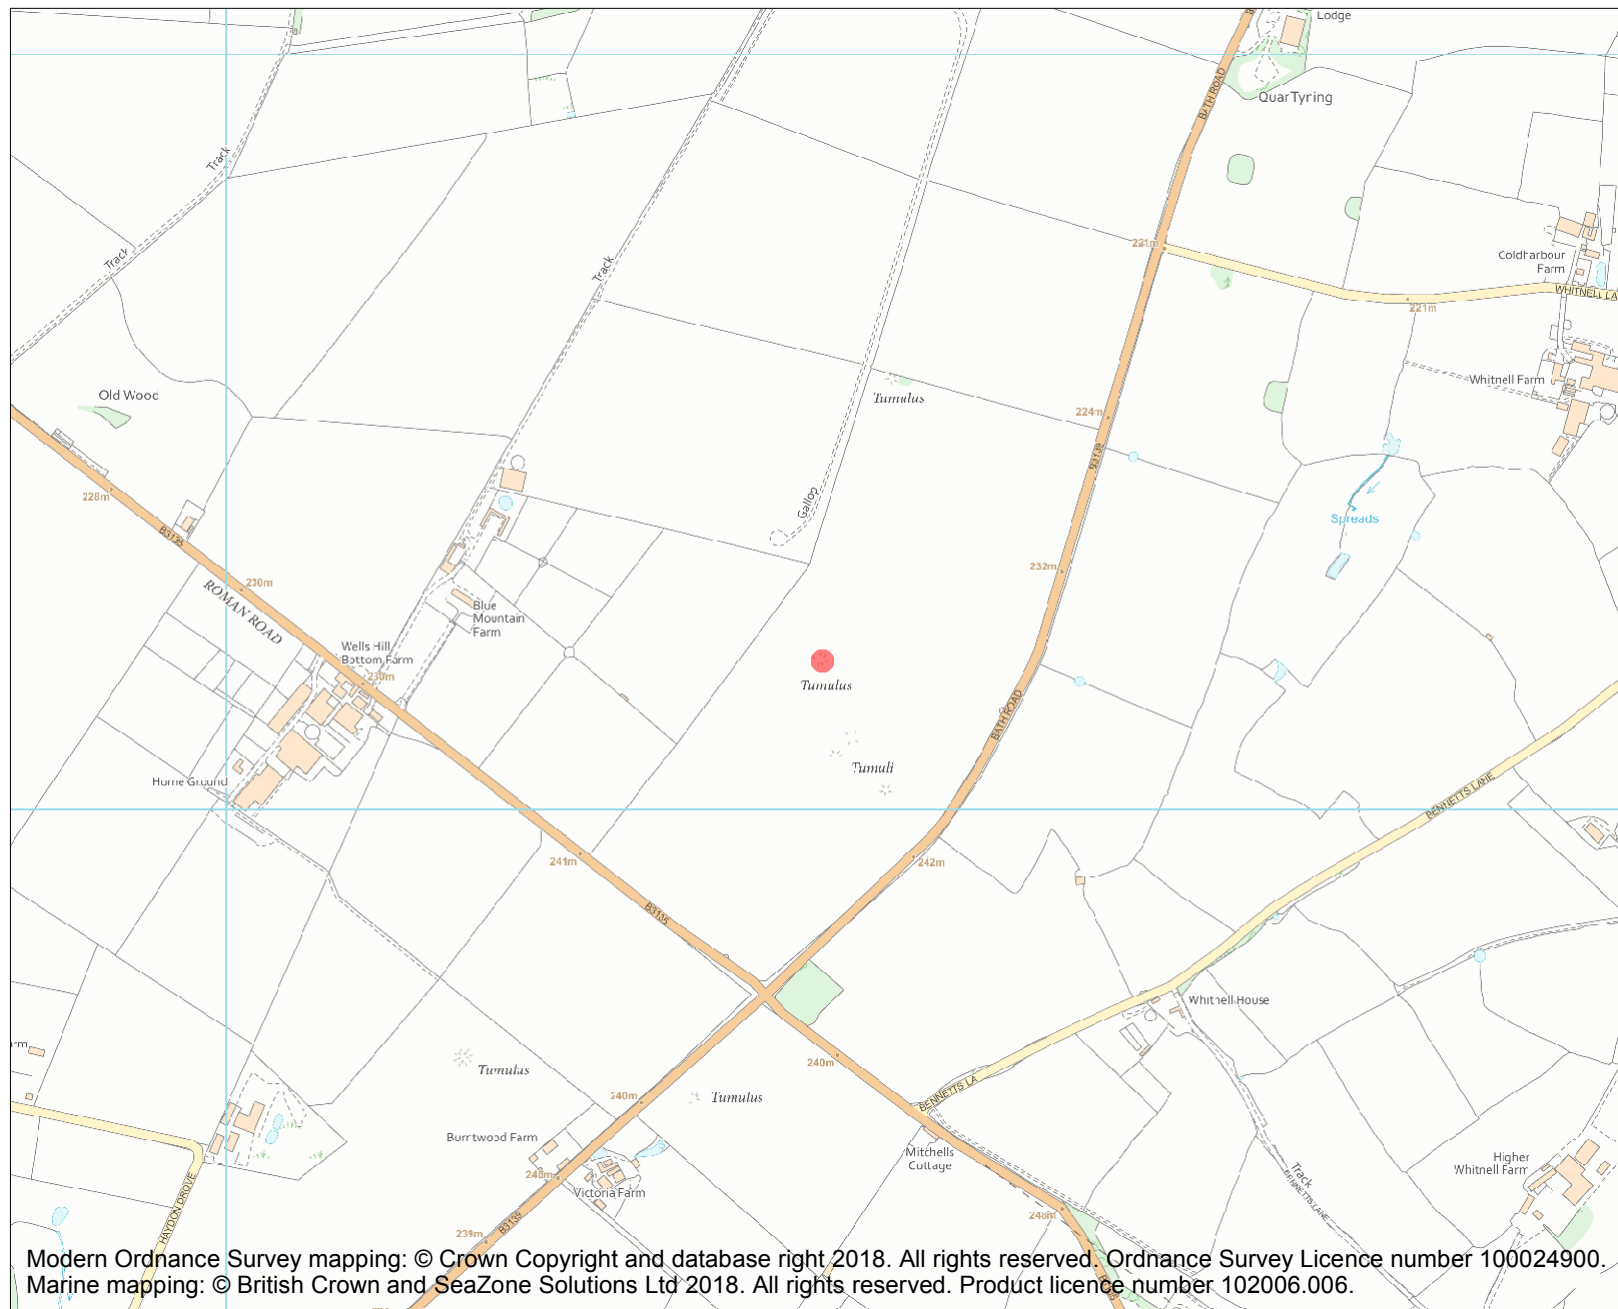 Lodge
BATH ROAD
QuarTyring
Track
Track
Track
221m
Coldharbour
Farm
WHITNELL LA
221m
Whitnell Farm
Old Wood
Tumulus
224m
B3139
228m
Gallop
Spreads
B3135
232m
230m
ROMAN ROAD
Blue
Mountain
Farm
Wells Hill
Bottom Farm
230m
Tumulus
BATH ROAD
Home Ground
Tumuli
BENNETTS LANE
241m
242m
B3135
Whitnell House
240m
Tumulus
240m
Tumulus
BENNETTS LA
Burntwood Farm
Mitchells
Cottage
Higher
Whitnell Farm
Track
BENNETTS LANE
Victoria Farm
HAYDON DROVE
239m
B3139
Modern Ordnance Survey mapping: © Crown Copyright and database right 2018. All rights reserved. Ordnance Survey Licence number 100024900.
Marine mapping: © British Crown and SeaZone Solutions Ltd 2018. All rights reserved. Product licence number 102006.006.